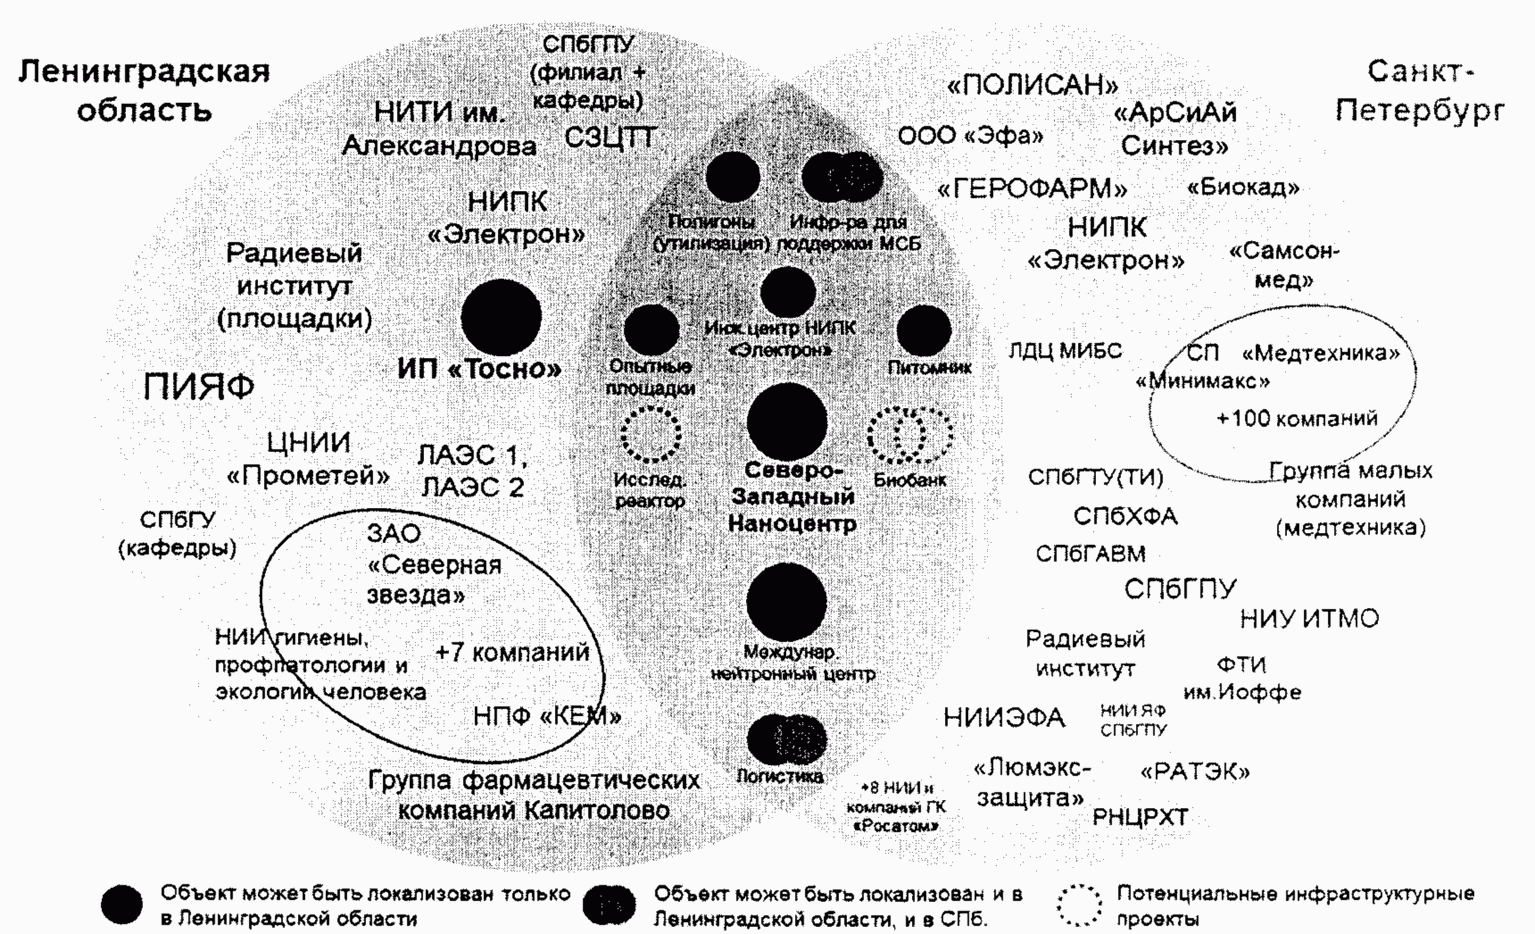 Ленинградская
область
СПбГПУ
(филиал +
кафедры)
НИТИ им.
Александрова
СЗЦТТ
НИПК
«Электрон»
Радиевый
институт
(площадки)
ИП «Тосно»
ПИЯФ
ЦНИИ
«Прометей»
ЛАЭС 1,
ЛАЭС 2
СПбГУ
(кафедры)
ЗАО
«Северная
звезда»
НИИ гигиены,
профпатологии и
экологии человека
+7 компаний
НПФ «КЕМ»
Группа фармацевтических
компаний Капитолово
Полигоны
(утилизация)
Инфр-ра для
поддержки МСБ
Инж.центр НИПК
«Электрон»
Опытные
площадки
Питомник
Исслед.
реактор
Северо-
Западный
Наноцентр
Биобанк
Междунар.
нейтронный центр
Логистика
Санкт-
Петербург
«ПОЛИСАН»
«АрСиАй
Синтез»
ООО «Эфа»
«ГЕРОФАРМ»
«Биокад»
НИПК
«Электрон»
«Самсон-
мед»
ЛДЦ МИБС
СП «Медтехника»
«Минимакс»
+100 компаний
Группа малых
компаний
(медтехника)
СПбГТУ(ТИ)
СПбХФА
СПбГАВМ
СПбГПУ
НИУ ИТМО
Радиевый
институт
ФТИ
им.Иоффе
НИИЭФА
НИИ ЯФ
СПбГПУ
«Люмэкс-
защита»
«РАТЭК»
РНЦРХТ
+8 НИИ и
компаний ГК
«Росатом»
Объект может быть локализован только
в Ленинградской области
Объект может быть локализован и в
Ленинградской области, и в СПб.
Потенциальные инфраструктурные
проекты